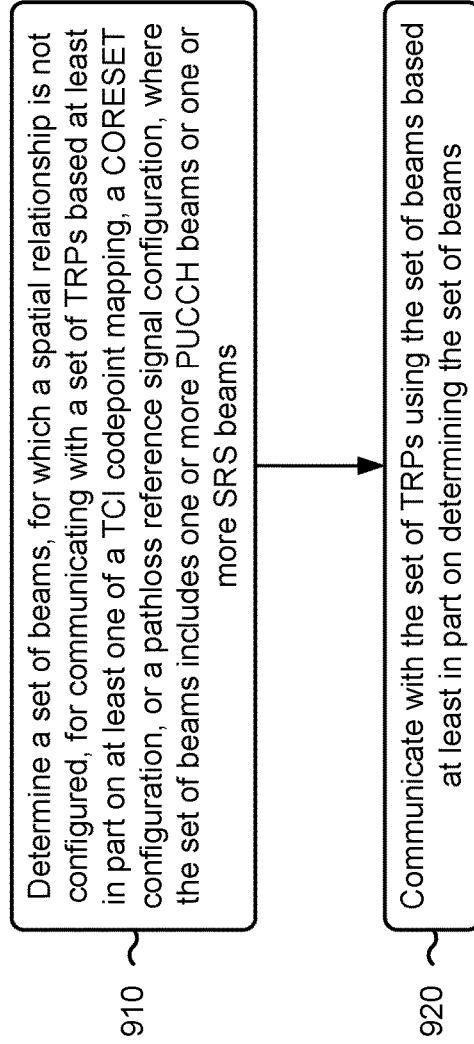 910
Determine a set of beams, for which a spatial relationship is not
configured, for communicating with a set of TRPs based at least
in part on at least one of a TCI codepoint mapping, a CORESET
configuration, or a pathloss reference signal configuration, where
the set of beams includes one or more PUCCH beams or one or
more SRS beams
920
Communicate with the set of TRPs using the set of beams based
at least in part on determining the set of beams